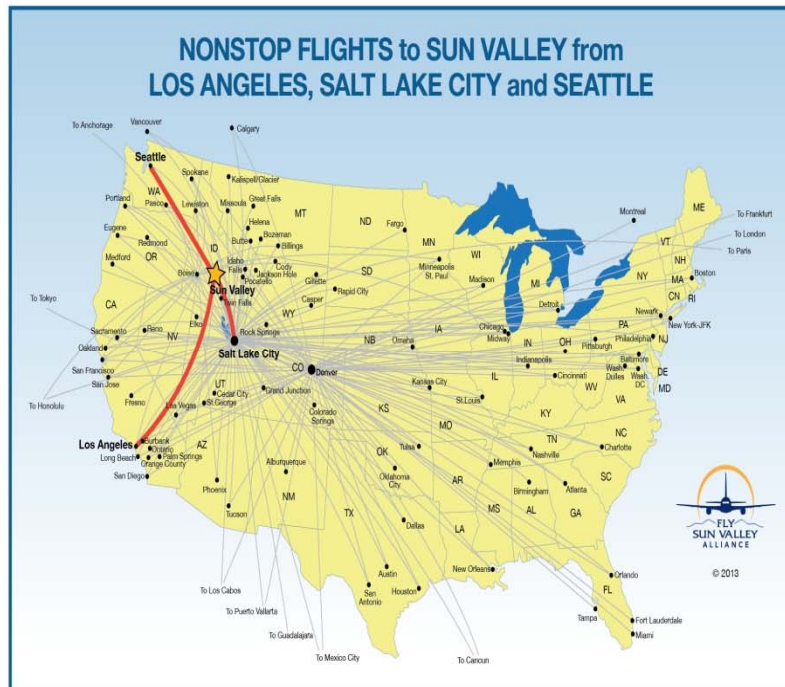 NONSTOP FLIGHTS to SUN VALLEY from
LOS ANGELES, SALT LAKE CITY and SEATTLE
To Anchorage
Vancouver
Calgary
Seattle
Spokane
Kalispell/Glacier
WA
Portland
Pasco
Lewiston
Missoula
Great Falls
MT
ND
Fargo
Montreal
ME
To Frankfurt
To London
To Paris
VT
NH
Eugene
Redmond
OR
Helena
Bozeman
Butte
Billings
MN
Minneapolis
St. Paul
Medford
ID
Boise
Idaho
Falls
Cody
Jackson Hole
Pocatello
Gillette
SD
Rapid City
Madison
MI
NY
MA
Boston
CT
RI
Sun Valley
Twin Falls
Casper
WY
Detroit
Newark
New York-JFK
To Tokyo
CA
Sacramento
Reno
NV
Elko
Rock Springs
Salt Lake City
NB
Omaha
IA
Chicago
Midway
IN
OH
PA
Pittsburgh
Philadelphia
NJ
Oakland
San Francisco
San Jose
Indianapolis
Cincinnati
Baltimore
Wash.
Dulles
Wash.
DC
DE
MD
WV
VA
To Honolulu
Fresno
Las Vegas
UT
Cedar City
St.George
Grand Junction
CO
Denver
Colorado
Springs
KS
Kansas City
St.Louis
IL
MO
KY
Los Angeles
Burbank
Ontario
Long Beach
Palm Springs
Orange County
San Diego
AZ
Phoenix
Tucson
Alburquerque
NM
Tulsa
OK
Oklahoma
City
AR
Memphis
TN
Nashville
NC
Charlotte
SC
Birmingham
Atlanta
MS
AL
GA
TX
Dallas
LA
Austin
San
Antonio
Houston
New Orleans
Orlando
FL
Tampa
Fort Lauderdale
Miami
To Los Cabos
To Puerto Vallarta
To Guadalajara
To Mexico City
To Cancun
FLY
SUN VALLEY
ALLIANCE
© 2013